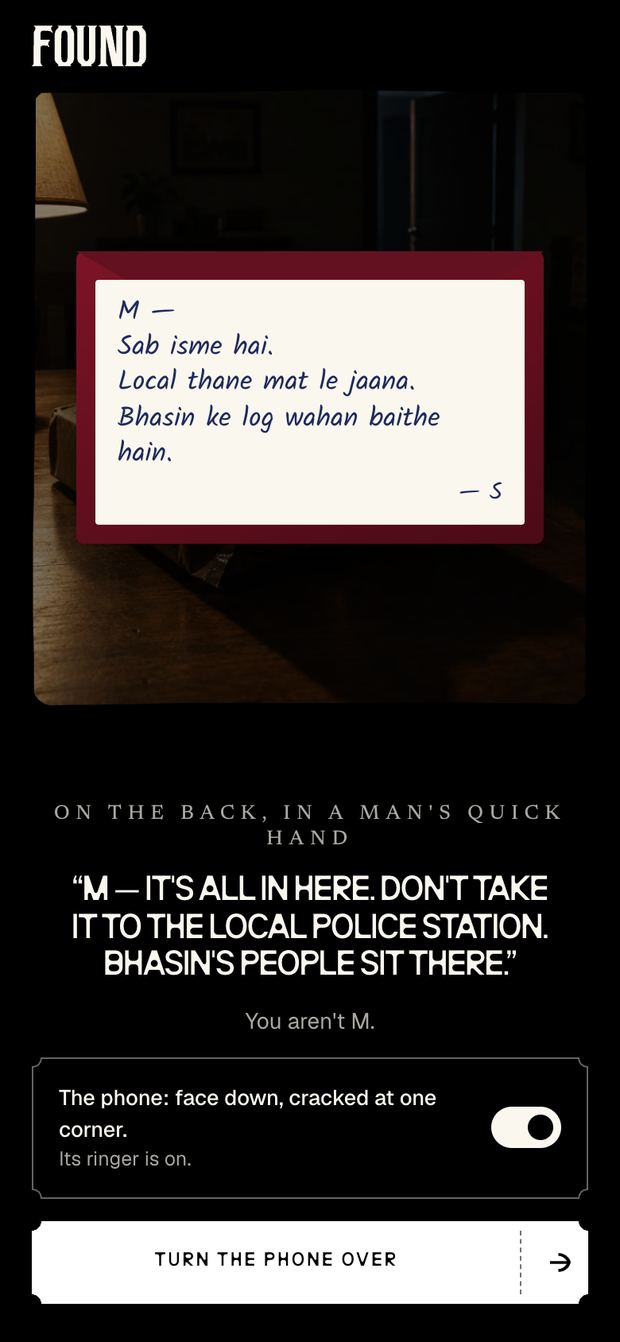 FOUND
M —
Sab isme hai.
Local thane mat le jaana.
Bhasin ke log wahan baithe
hain.
— S
ON THE BACK, IN A MAN'S QUICK
HAND
“M — IT'S ALL IN HERE. DON'T TAKE
IT TO THE LOCAL POLICE STATION.
BHASIN'S PEOPLE SIT THERE.”
You aren't M.
The phone: face down, cracked at one
corner.
Its ringer is on.
TURN THE PHONE OVER